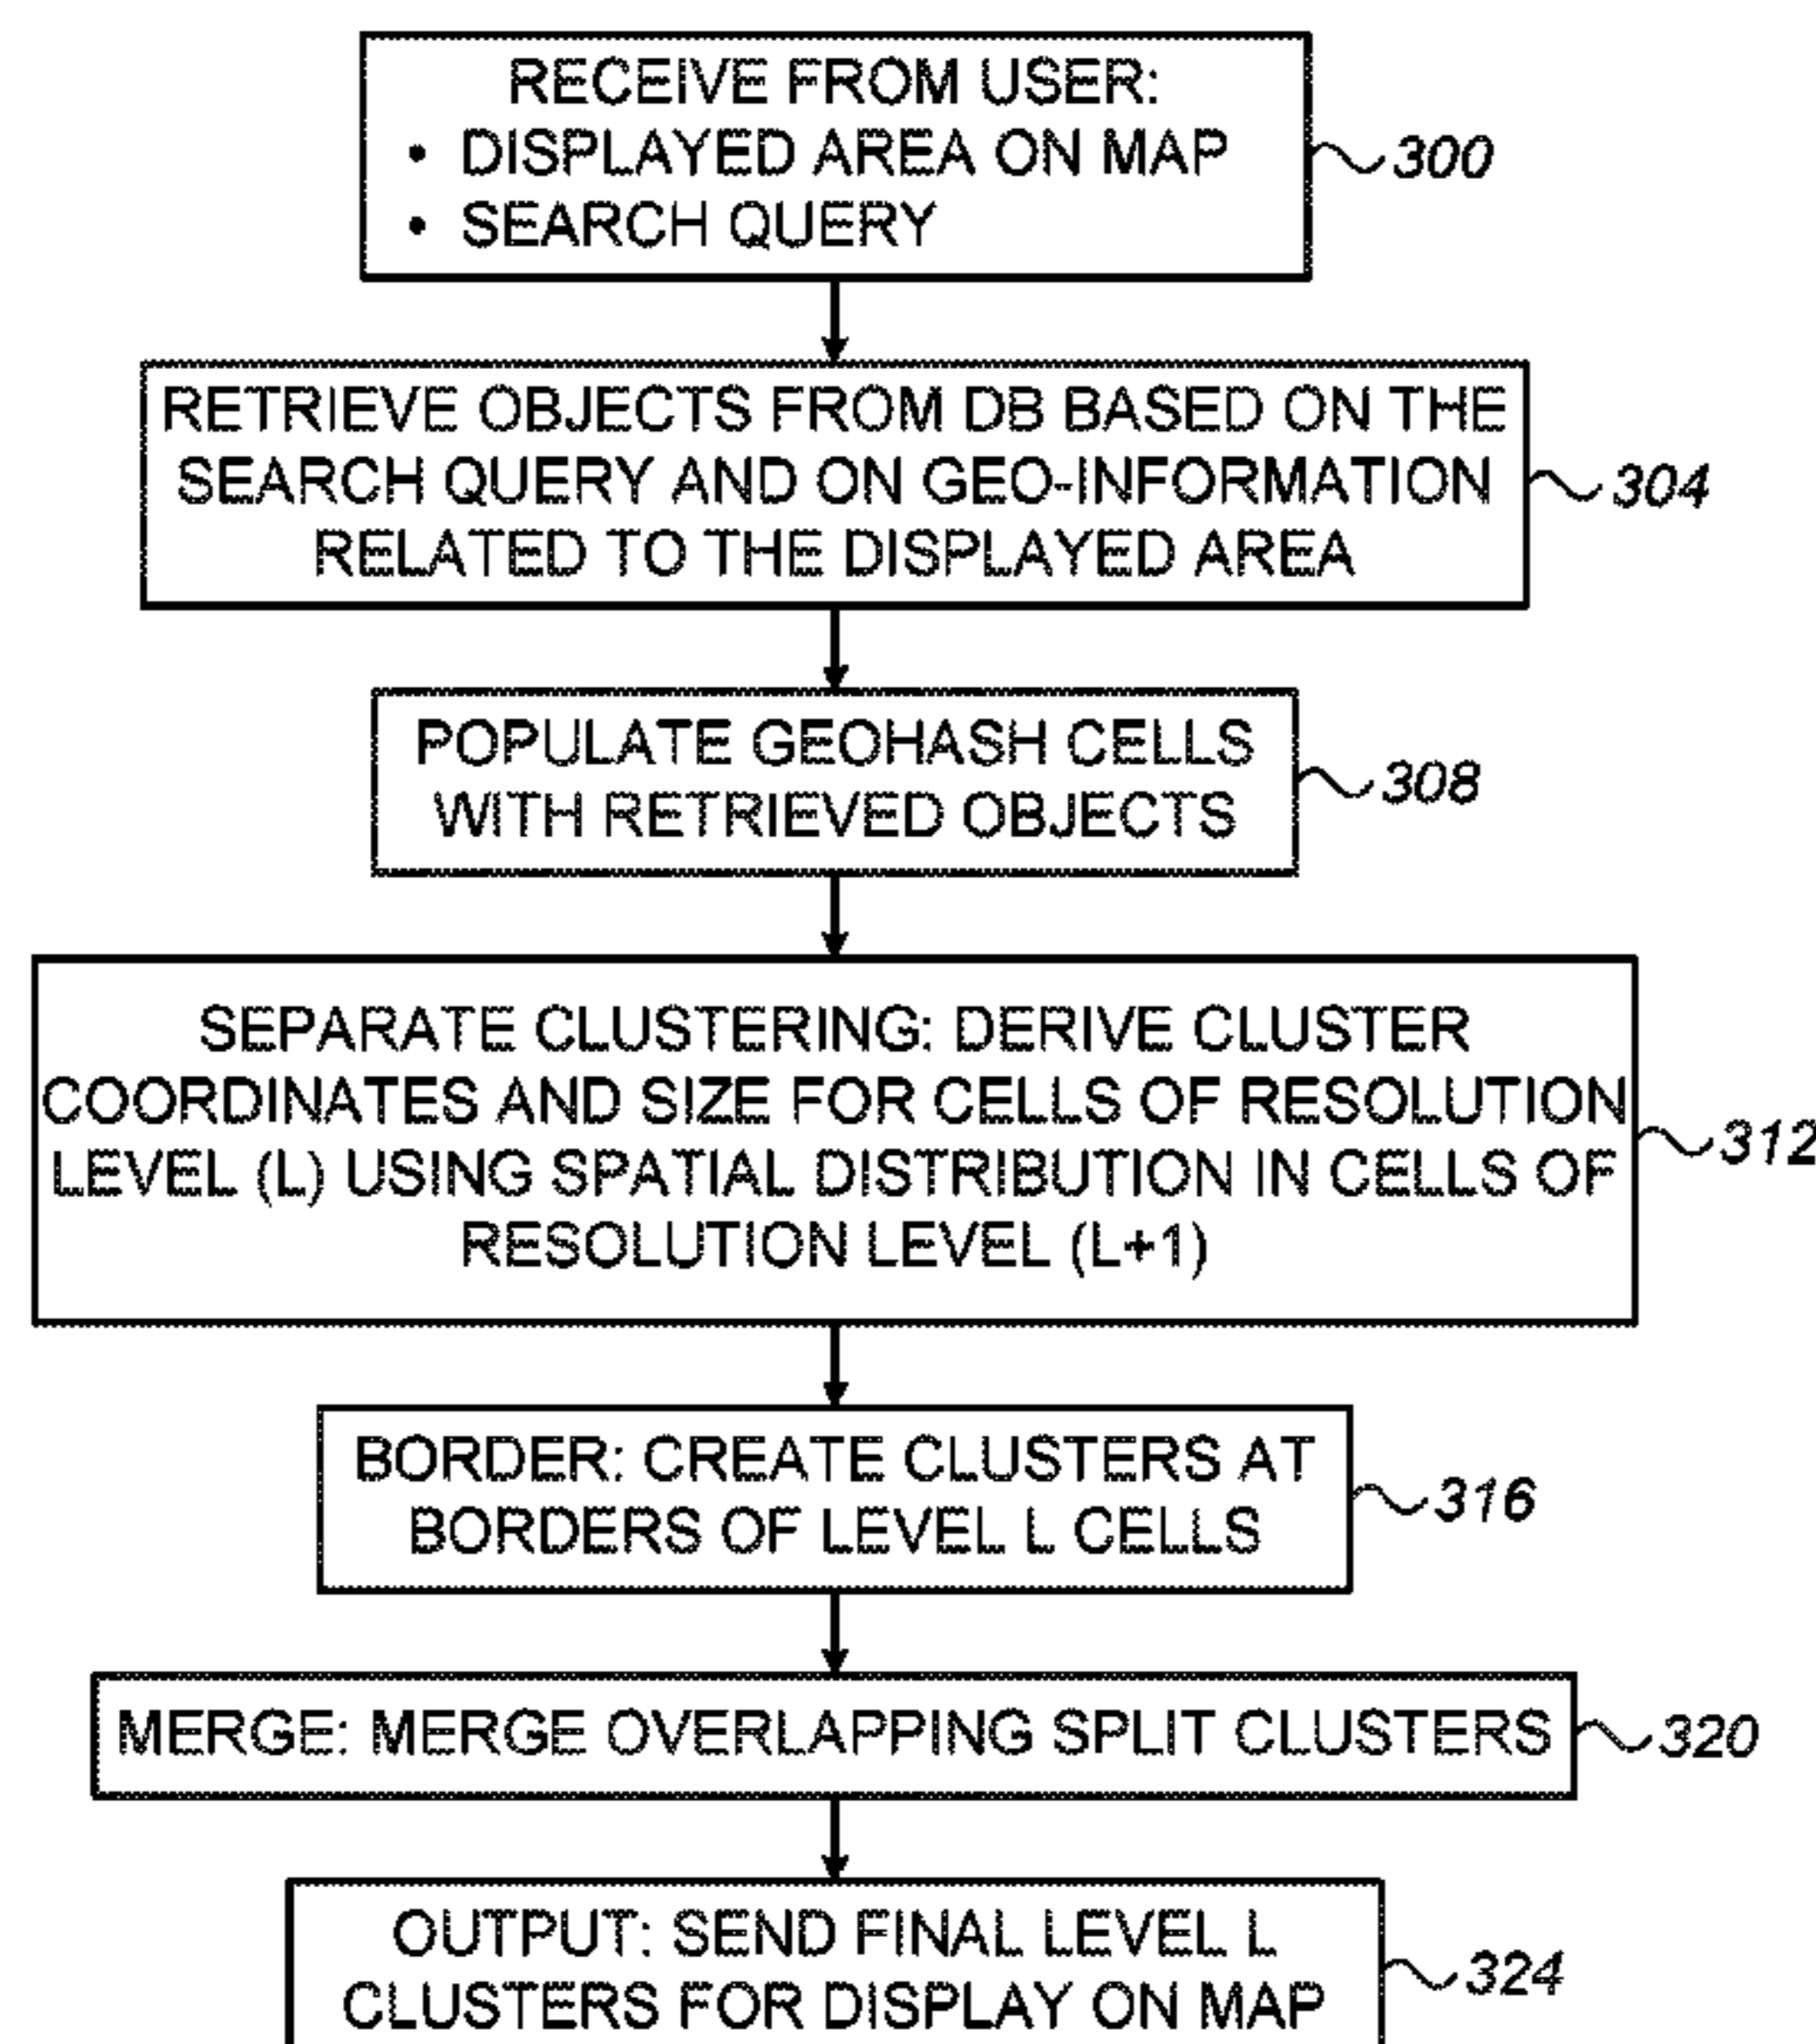 RECEIVE FROM USER:
• DISPLAYED AREA ON MAP
• SEARCH QUERY
300
RETRIEVE OBJECTS FROM DB BASED ON THE
SEARCH QUERY AND ON GEO-INFORMATION
RELATED TO THE DISPLAYED AREA
304
POPULATE GEOHASH CELLS
WITH RETRIEVED OBJECTS
308
SEPARATE CLUSTERING: DERIVE CLUSTER
COORDINATES AND SIZE FOR CELLS OF RESOLUTION
LEVEL (L) USING SPATIAL DISTRIBUTION IN CELLS OF
RESOLUTION LEVEL (L+1)
312
BORDER: CREATE CLUSTERS AT
BORDERS OF LEVEL L CELLS
316
MERGE: MERGE OVERLAPPING SPLIT CLUSTERS
320
OUTPUT: SEND FINAL LEVEL L
CLUSTERS FOR DISPLAY ON MAP
324